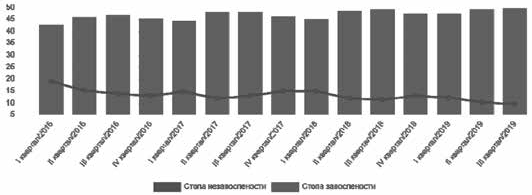 50
45
40
35
30
25
20
15
10
5
I квартал/2016
II квартал/2016
III квартал/2016
IV квартал/2016
I квартал/2017
II квартал/2017
III квартал/2017
IV квартал/2017
I квартал/2018
II квартал/2018
III квартал/2018
IV квартал/2018
I квартал/2019
II квартал/2019
III квартал/2019
Стопа незапослености Стопа запослености